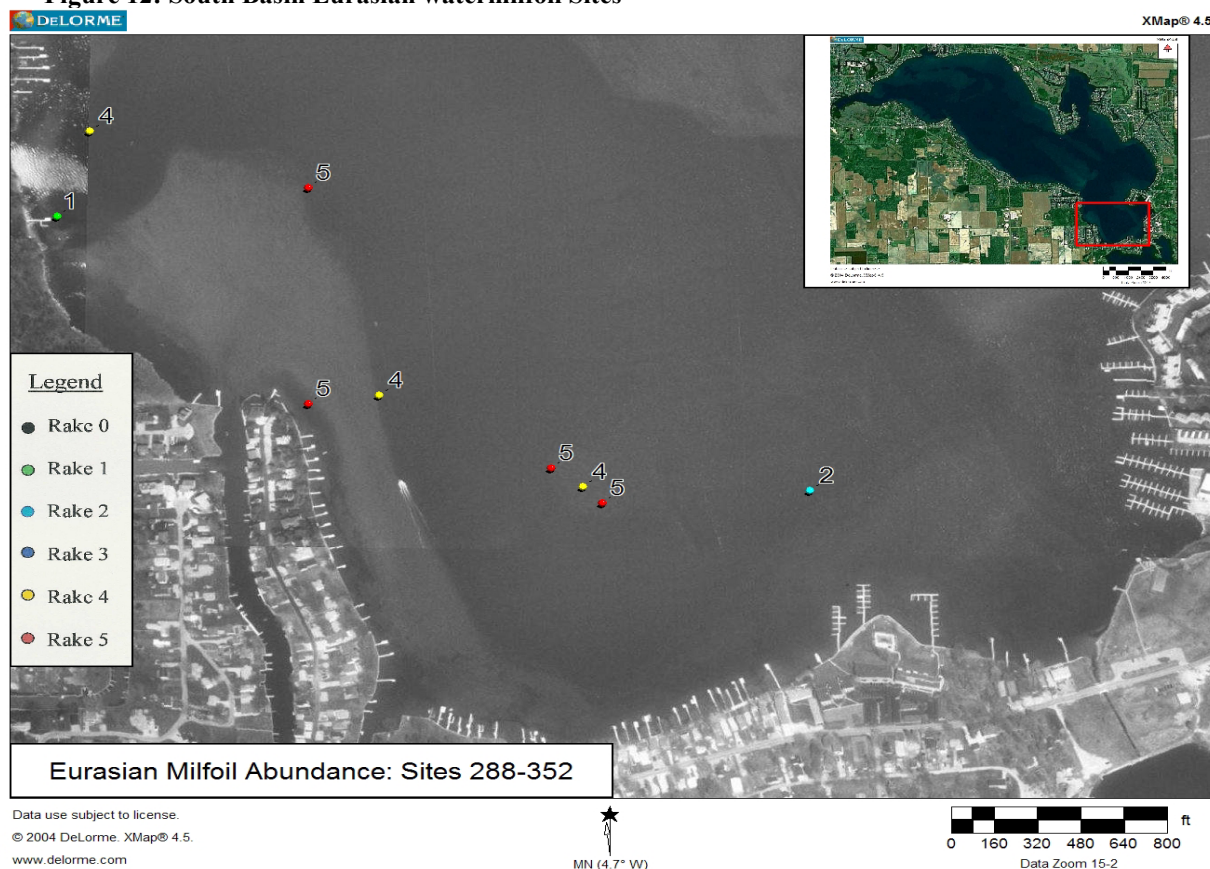 Figure 12: South Basin Eurasian watermilfoil Sites
DELORME
XMap® 4.5
4
5
1
Legend
Rake 0
Rake 1
Rake 2
Rake 3
Rake 4
Rake 5
5
4
5
4
5
2
Eurasian Milfoil Abundance: Sites 288-352
Data use subject to license.
© 2004 DeLorme. XMap® 4.5.
www.delorme.com
MN (4.7° W)
ft
0 160 320 480 640 800
Data Zoom 15-2